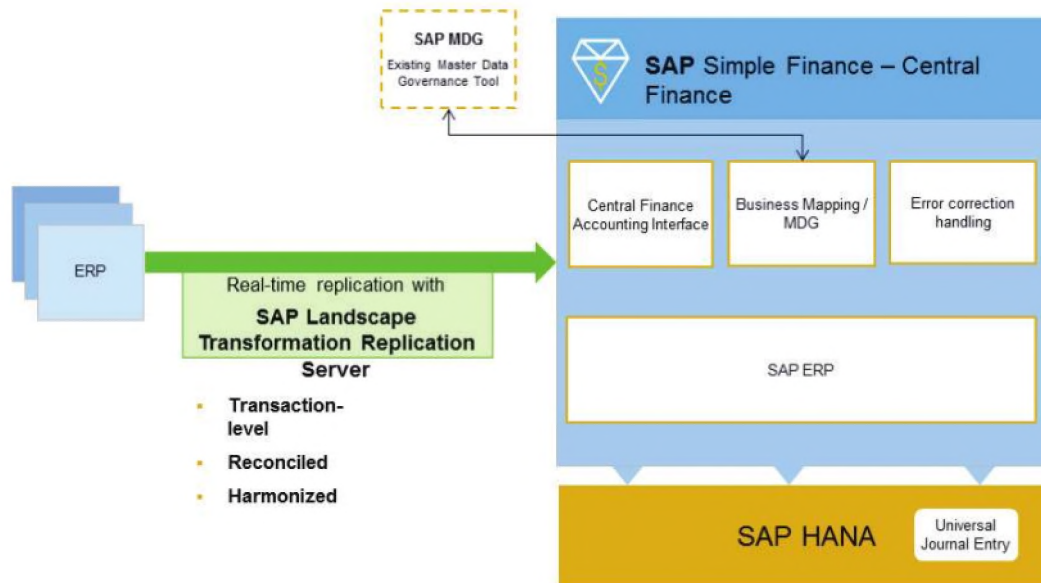 SAP MDG
Existing Master Data
Governance Tool
$
SAP Simple Finance – Central
Finance
Central Finance
Accounting Interface
Business Mapping /
MDG
Error correction
handling
ERP
Real-time replication with
SAP Landscape
Transformation Replication
Server
▪ Transaction-
level
▪ Reconciled
▪ Harmonized
SAP ERP
SAP HANA
Universal
Journal Entry